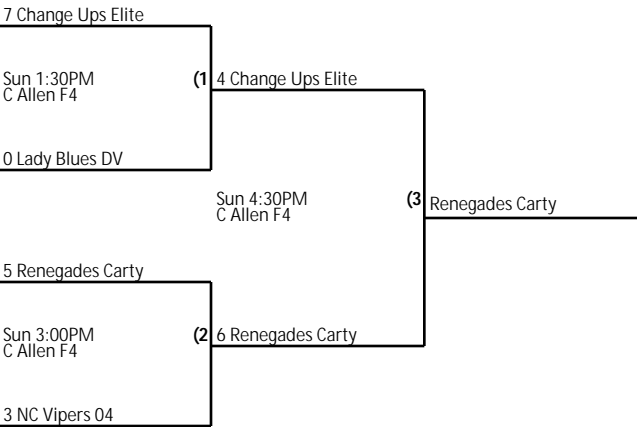 7 Change Ups Elite
Sun 1:30PM
C Allen F4
(1
4 Change Ups Elite
0 Lady Blues DV
Sun 4:30PM
C Allen F4
(3
Renegades Carty
5 Renegades Carty
Sun 3:00PM
C Allen F4
(2
6 Renegades Carty
3 NC Vipers 04